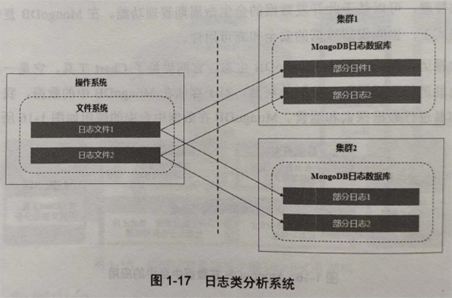 集群1
MongoDB日志数据库
部分日件1
部分日志2
操作系统
文件系统
日志文件1
日志文件2
集群2
MongoDB日志数据库
部分日志1
部分日志2
图 1-17 日志类分析系统